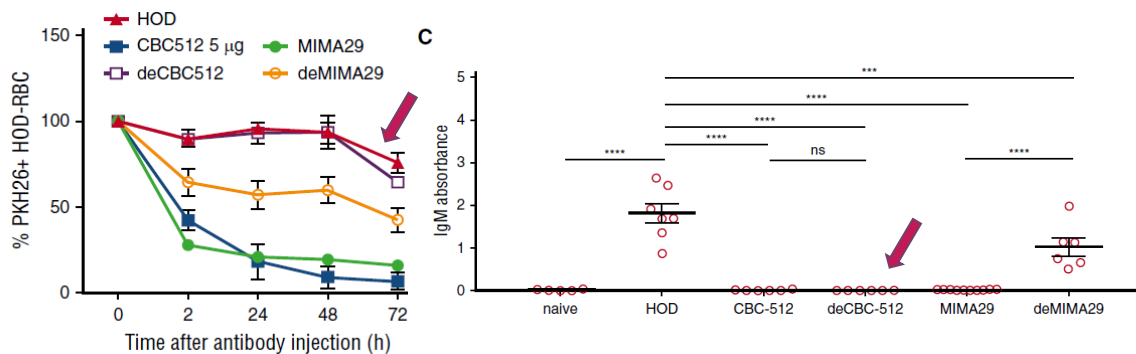 HOD
CBC512 5 μg
MIMA29
deCBC512
deMIMA29
% PKH26+ HOD-RBC
150
100
50
0
0 2 24 48 72
Time after antibody injection (h)
C
IgM absorbance
5
4
3
2
1
0
***
****
****
****
ns
****
****
naive HOD CBC-512 deCBC-512 MIMA29 deMIMA29